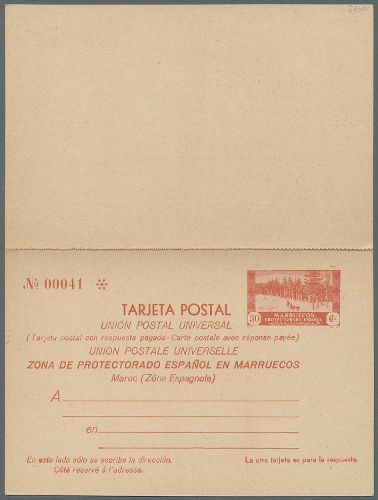 Nº 00041
TARJETA POSTAL
UNIÓN POSTAL UNIVERSAL
(Tarjeta postal con respuesta pagada-Carte postale avec réponse payée)
UNION POSTALE UNIVERSELLE
ZONA DE PROTECTORADO ESPAÑOL EN MARRUECOS
Maroc (Zône Espagnole)
30
MARRUECOS
PROTECTORADO ESPAÑOL
Cs
A
en
En este lado sólo se escribe la dirección.
Côté réservé à l'adresse.
La otra tarjeta es para la respuesta.